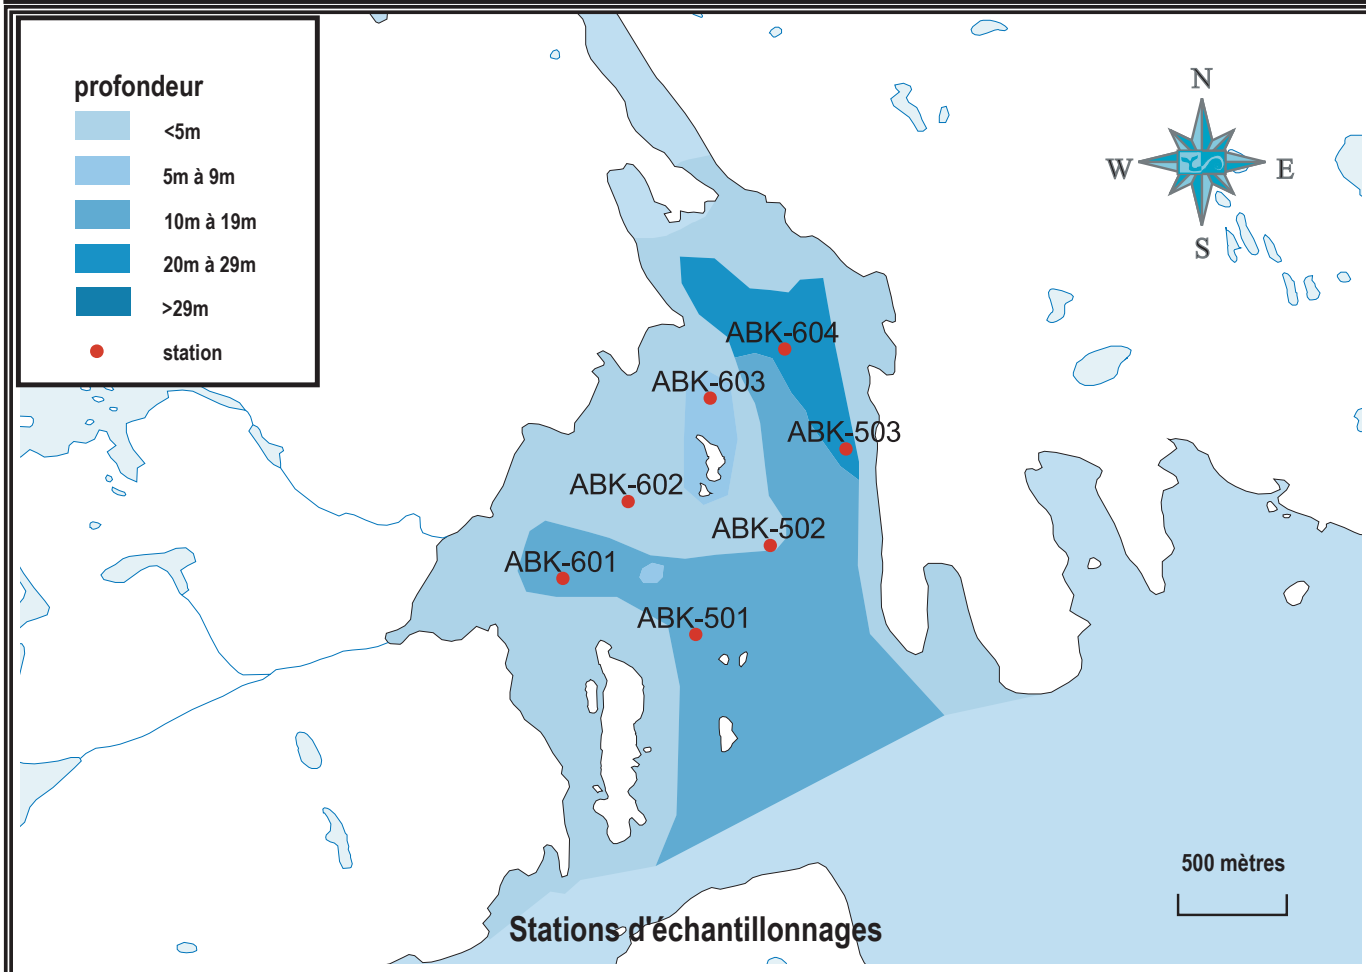 profondeur
<5m
5m à 9m
10m à 19m
20m à 29m
>29m
station
N
W
E
S
ABK-604
ABK-603
ABK-503
ABK-602
ABK-502
ABK-601
ABK-501
500 mètres
Stations d'échantillonnages